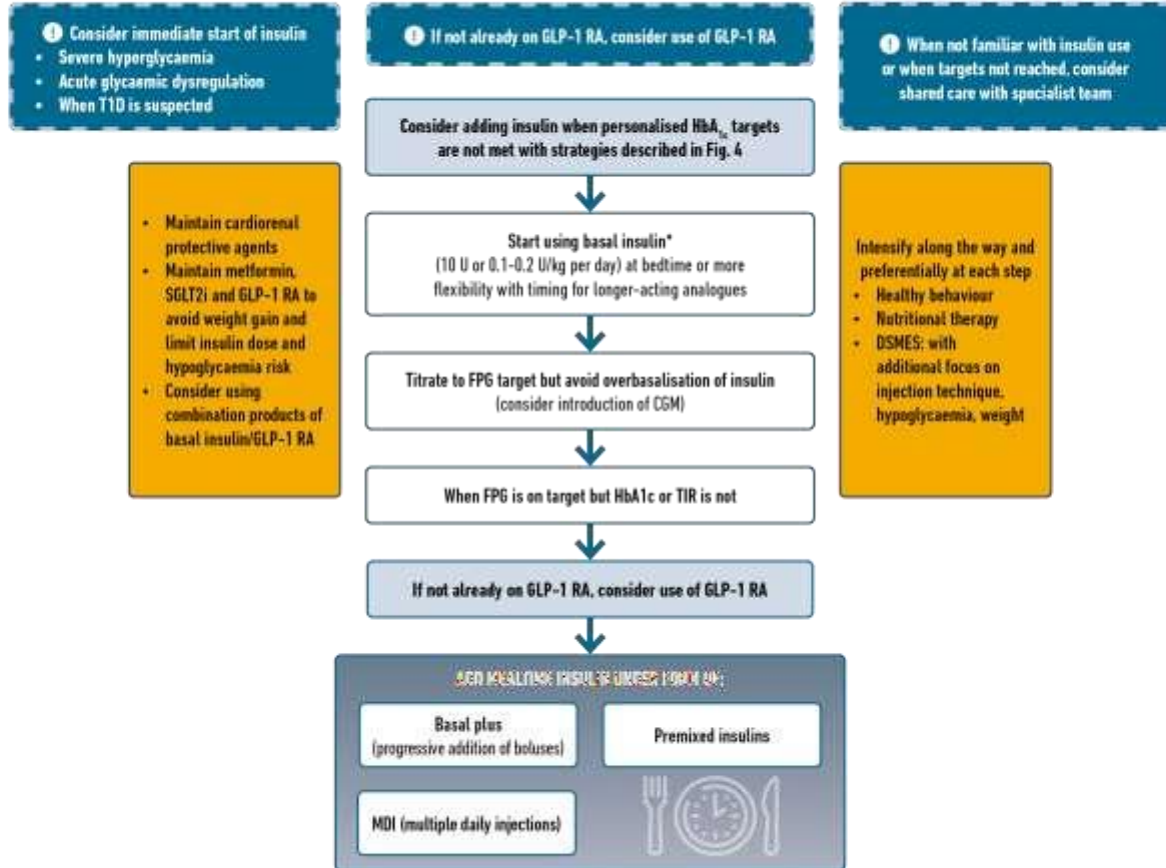 ! Consider immediate start of insulin
• Severe hyperglycaemia
• Acute glycaemic dysregulation
• When T1D is suspected
! If not already on GLP-1 RA, consider use of GLP-1 RA
! When not familiar with insulin use
or when targets not reached, consider
shared care with specialist team
Consider adding insulin when personalised HbA1c targets
are not met with strategies described in Fig. 4
• Maintain cardiorenal
protective agents
• Maintain metformin,
SGLT2i and GLP-1 RA to
avoid weight gain and
limit insulin dose and
hypoglycaemia risk
• Consider using
combination products of
basal insulin/GLP-1 RA
Start using basal insulin*
(10 U or 0.1-0.2 U/kg per day) at bedtime or more
flexibility with timing for longer-acting analogues
Titrate to FPG target but avoid overbasalisation of insulin
(consider introduction of CGM)
When FPG is on target but HbA1c or TIR is not
If not already on GLP-1 RA, consider use of GLP-1 RA
Intensify along the way and
preferentially at each step
• Healthy behaviour
• Nutritional therapy
• DSMES: with
additional focus on
injection technique,
hypoglycaemia, weight
ADD MEALTIME INSULIN UNDER FORM OF:
Basal plus
(progressive addition of boluses)
Premixed insulins
MDI (multiple daily injections)